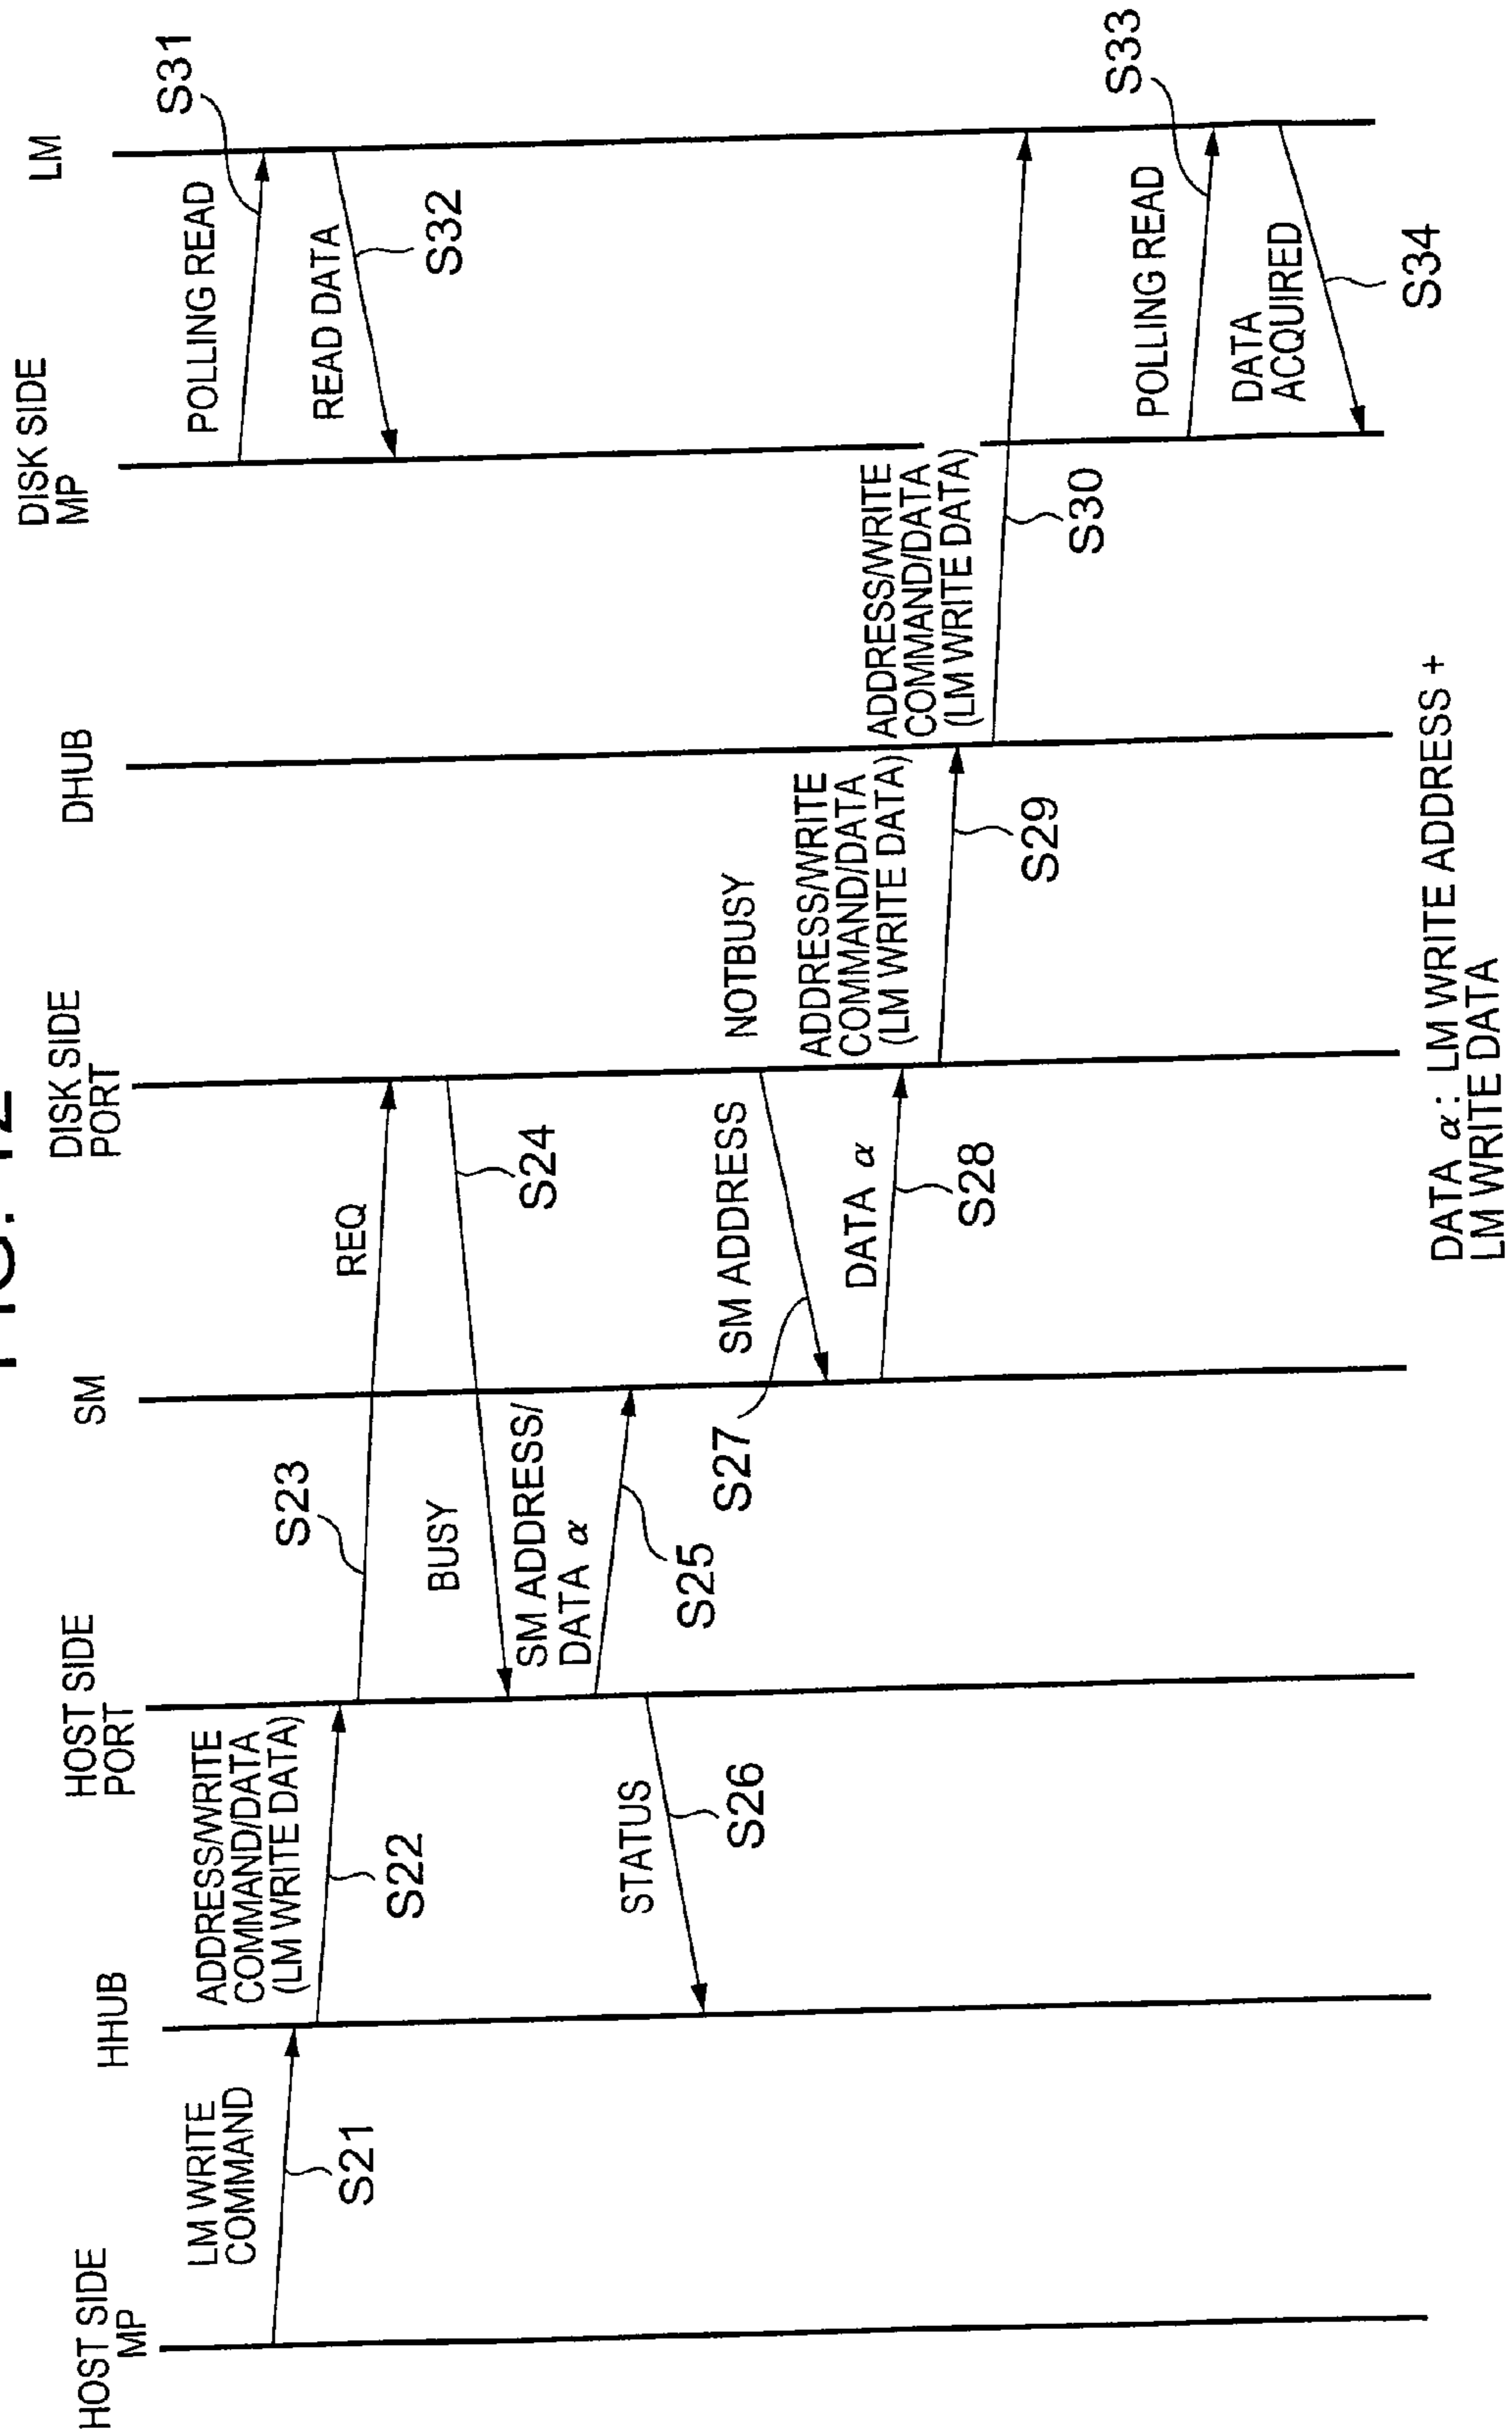 FIG. 12
HOST SIDE
MP
HHUB
HOST SIDE
PORT
SM
DISK SIDE
PORT
DHUB
DISK SIDE
MP
LM
LM WRITE
COMMAND
S21
ADDRESS/WRITE
COMMAND/DATA
(LM WRITE DATA)
S22
S23
REQ
BUSY
S24
SM ADDRESS/
DATA α
S25
STATUS
S26
NOTBUSY
SM ADDRESS
S27
DATA α
S28
ADDRESS/WRITE
COMMAND/DATA
(LM WRITE DATA)
S29
ADDRESS/WRITE
COMMAND/DATA
(LM WRITE DATA)
S30
POLLING READ
S31
READ DATA
S32
POLLING READ
S33
DATA
ACQUIRED
S34
DATA α : LM WRITE ADDRESS +
LM WRITE DATA